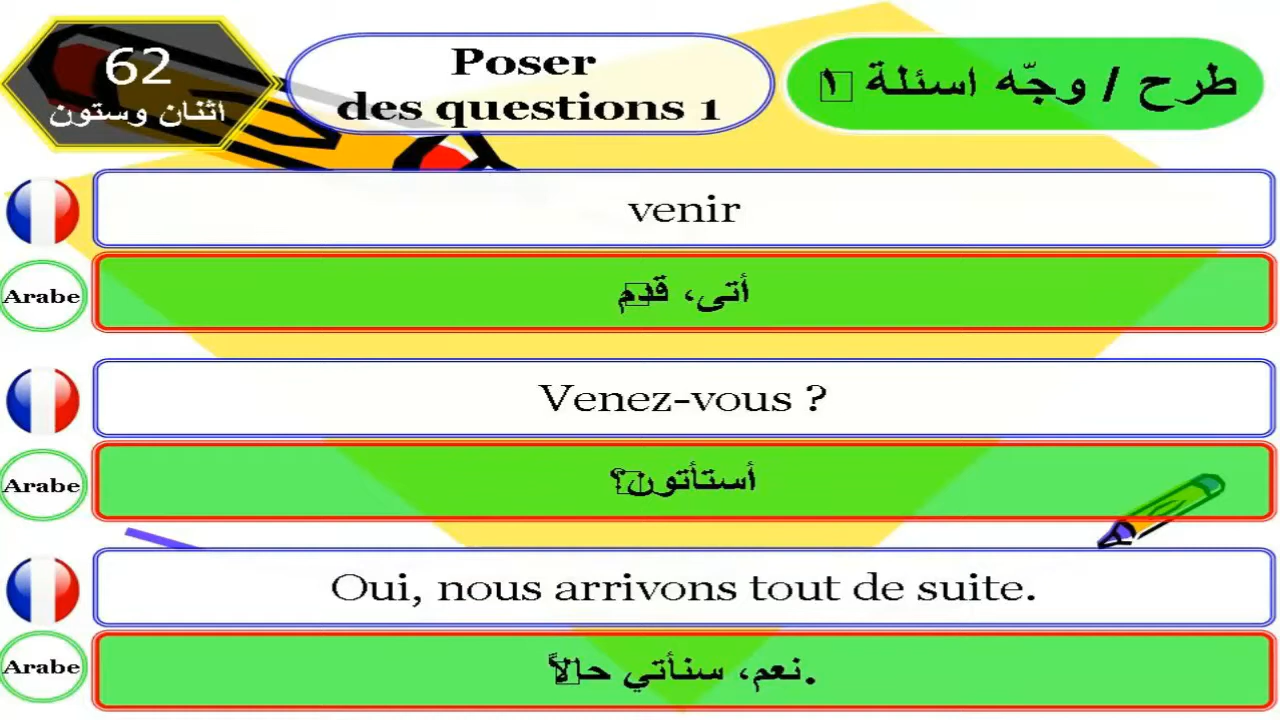 62
اثنان وستون
Poser
des questions 1
طرح / وجّه اسئلة ١
venir
Arabe
أتى، قدم
Venez-vous ?
Arabe
أستأتون؟
Oui, nous arrivons tout de suite.
Arabe
نعم، سنأتي حالاً.